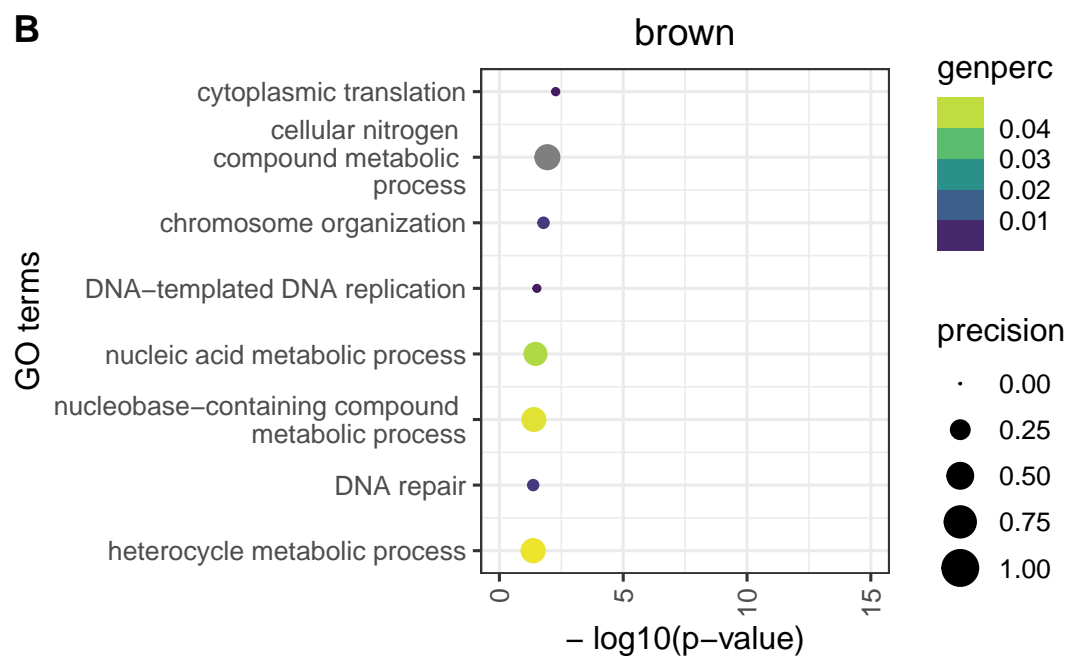 B
brown
GO terms
cytoplasmic translation
cellular nitrogen
compound metabolic
process
chromosome organization
DNA−templated DNA replication
nucleic acid metabolic process
nucleobase−containing compound
metabolic process
DNA repair
heterocycle metabolic process
0
5
10
15
− log10(p−value)
genperc
0.04
0.03
0.02
0.01
precision
0.00
0.25
0.50
0.75
1.00